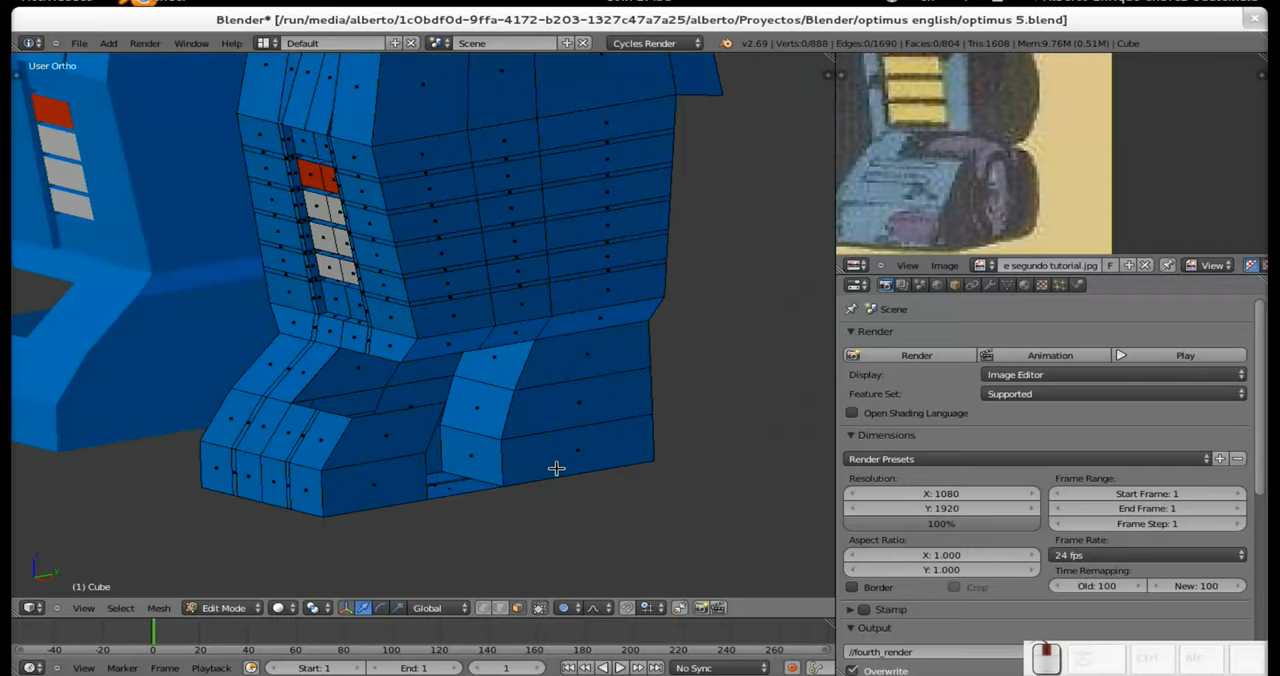 Blender* [/run/media/alberto/1c0bdf0d-9ffa-4172-b203-1327c47a7a25/alberto/Proyectos/Blender/optimus english/optimus 5.blend]
File Add Render Window Help Default Scene Cycles Render v2.69 | Verts:0/888 | Edges:0/1690 | Faces:0/804 | Tris:1608 | Mem:9.76M (0.51M) | Cube
User Ortho
View Image e segundo tutorial.jpg F View
Scene
Render
Render Animation Play
Display: Image Editor
Feature Set: Supported
Open Shading Language
Dimensions
Render Presets
Resolution: Frame Range:
X: 1080 Start Frame: 1
Y: 1920 End Frame: 1
100% Frame Step: 1
Aspect Ratio: Frame Rate:
X: 1.000 24 fps
Y: 1.000 Time Remapping:
Border Crop Old: 100 New: 100
(1) Cube
View Select Mesh Edit Mode Global
Stamp
Output
-40 -20 0 20 40 60 80 100 120 140 160 180 200 220 240 260
//fourth_render
Overwrite
View Marker Frame Playback Start: 1 End: 1 1 No Sync
Ctrl Alt